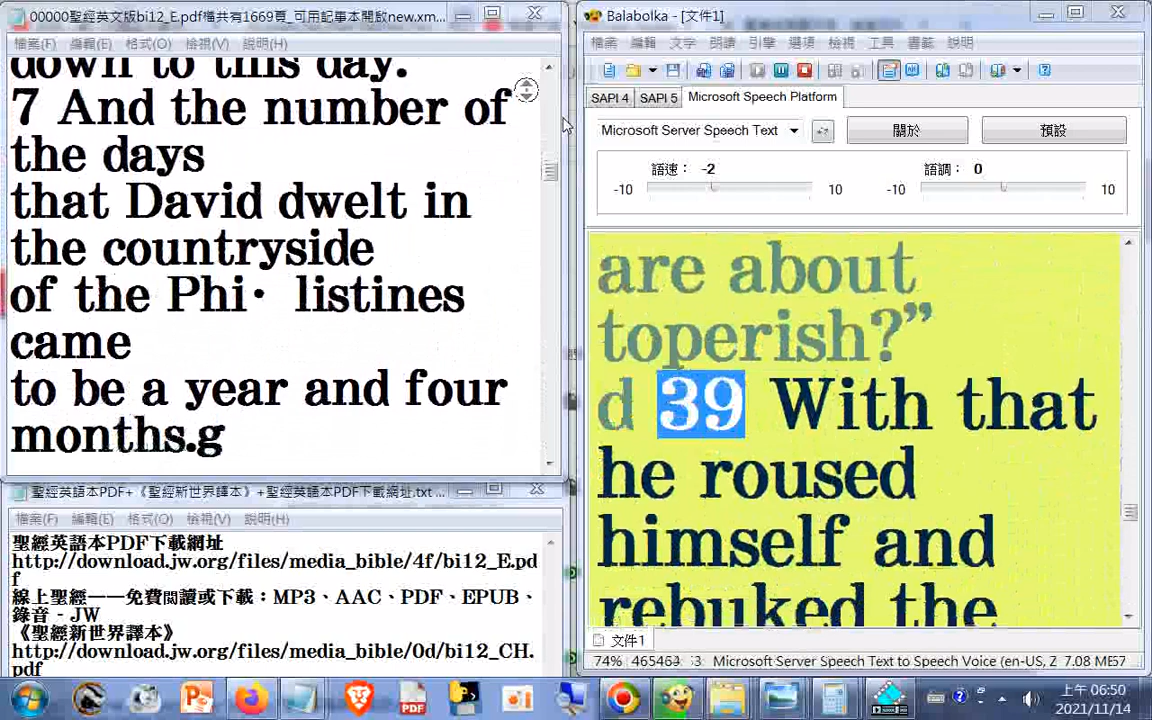 00000聖經英文版bi12_E.pdf檔共有1669頁_可用記事本開啟new.xm...
檔案(F) 編輯(E) 格式(O) 檢視(V) 說明(H)
down to this day.
7 And the number of
the days
that David dwelt in
the countryside
of the Phi· listines
came
to be a year and four
months.g
聖經英語本PDF+《聖經新世界譯本》+聖經英語本PDF下載網址.txt ...
檔案(F) 編輯(E) 格式(O) 檢視(V) 說明(H)
聖經英語本PDF下載網址
http://download.jw.org/files/media_bible/4f/bi12_E.pd
f
線上聖經——免費閱讀或下載：MP3、AAC、PDF、EPUB、
錄音 - JW
《聖經新世界譯本》
http://download.jw.org/files/media_bible/0d/bi12_CH.
pdf
Balabolka - [文件1]
檔案 編輯 文字 朗讀 引擎 選項 檢視 工具 書籤 說明
SAPI 4 SAPI 5 Microsoft Speech Platform
Microsoft Server Speech Text
關於
預設
語速： -2
語調： 0
-10 10 -10 10
are about
toperish?”
d 39 With that
he roused
himself and
rebuked the
文件1
74% 465463 Microsoft Server Speech Text to Speech Voice (en-US, Z 7.08 ME
上午 06:50
2021/11/14